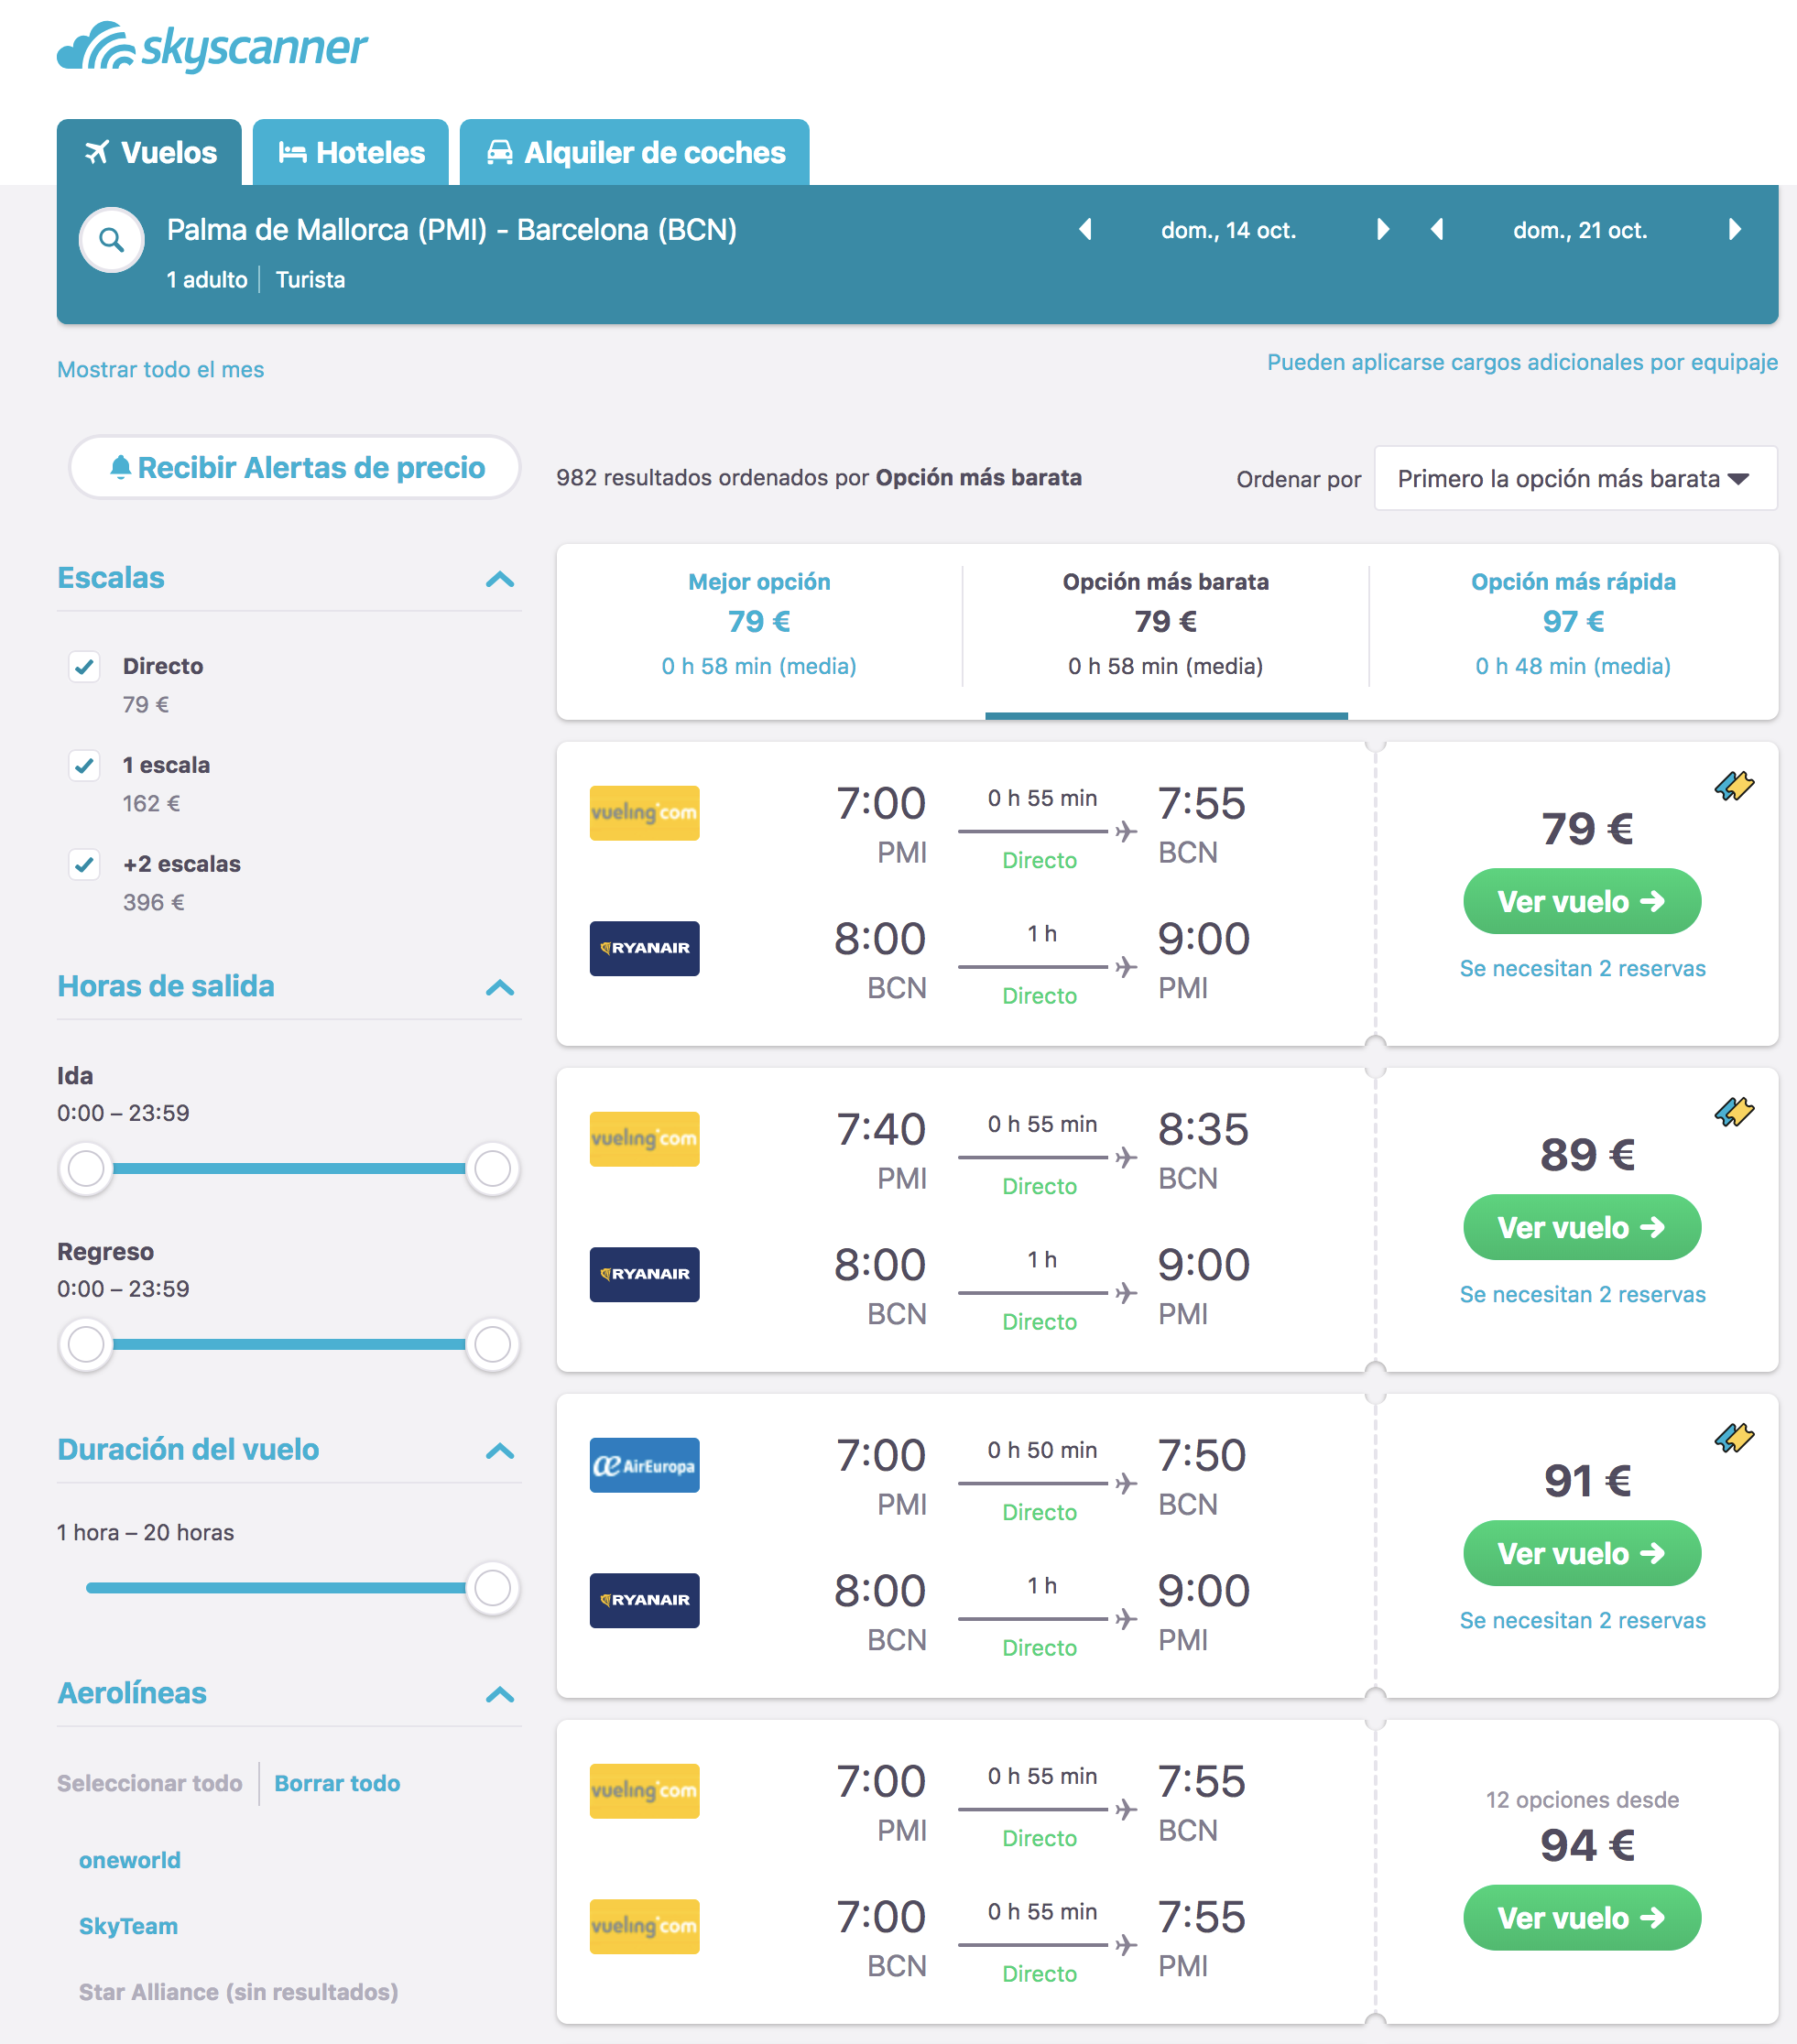 skyscanner
Vuelos
Hoteles
Alquiler de coches
Palma de Mallorca (PMI) - Barcelona (BCN)
dom., 14 oct.
dom., 21 oct.
1 adulto
Turista
Mostrar todo el mes
Pueden aplicarse cargos adicionales por equipaje
Recibir Alertas de precio
982 resultados ordenados por Opción más barata
Ordenar por
Primero la opción más barata
Escalas
Directo
79 €
1 escala
162 €
+2 escalas
396 €
Horas de salida
Ida
0:00 – 23:59
Regreso
0:00 – 23:59
Duración del vuelo
1 hora – 20 horas
Aerolíneas
Seleccionar todo
Borrar todo
oneworld
SkyTeam
Star Alliance (sin resultados)
Mejor opción
79 €
0 h 58 min (media)
Opción más barata
79 €
0 h 58 min (media)
Opción más rápida
97 €
0 h 48 min (media)
vueling.com
7:00
PMI
0 h 55 min
Directo
7:55
BCN
RYANAIR
8:00
BCN
1 h
Directo
9:00
PMI
79 €
Ver vuelo
Se necesitan 2 reservas
vueling.com
7:40
PMI
0 h 55 min
Directo
8:35
BCN
RYANAIR
8:00
BCN
1 h
Directo
9:00
PMI
89 €
Ver vuelo
Se necesitan 2 reservas
AirEuropa
7:00
PMI
0 h 50 min
Directo
7:50
BCN
RYANAIR
8:00
BCN
1 h
Directo
9:00
PMI
91 €
Ver vuelo
Se necesitan 2 reservas
vueling.com
7:00
PMI
0 h 55 min
Directo
7:55
BCN
vueling.com
7:00
BCN
0 h 55 min
Directo
7:55
PMI
12 opciones desde
94 €
Ver vuelo